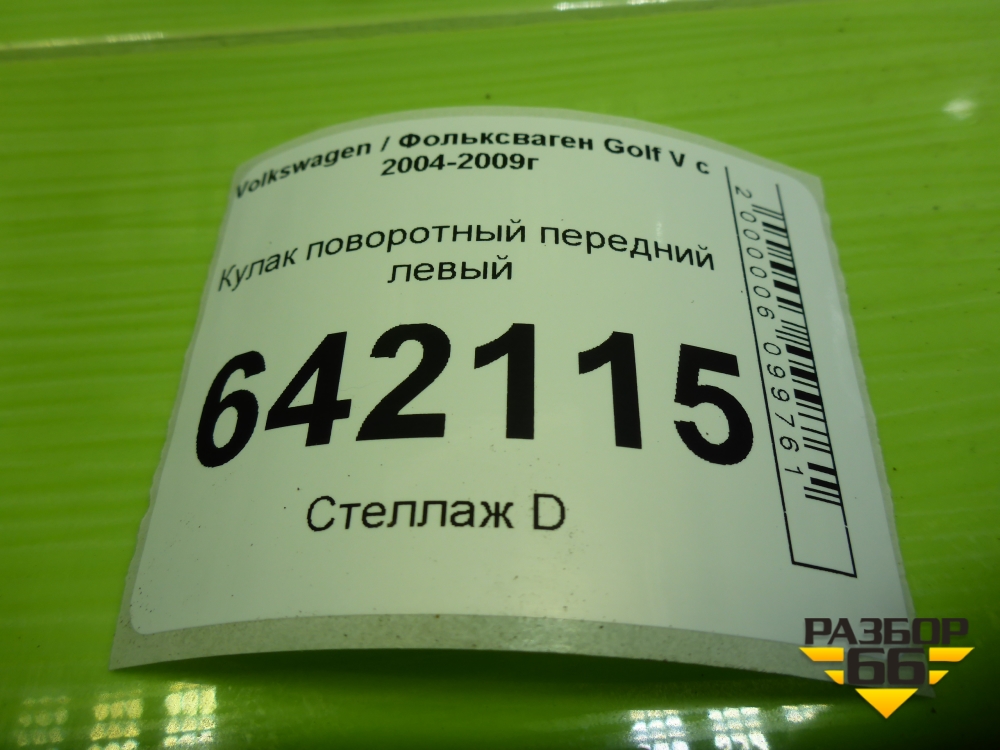 Volkswagen / Фольксваген Golf V с
2004-2009г
Кулак поворотный передний
левый
642115
Стеллаж D
2000006099761
РАЗБОР
66